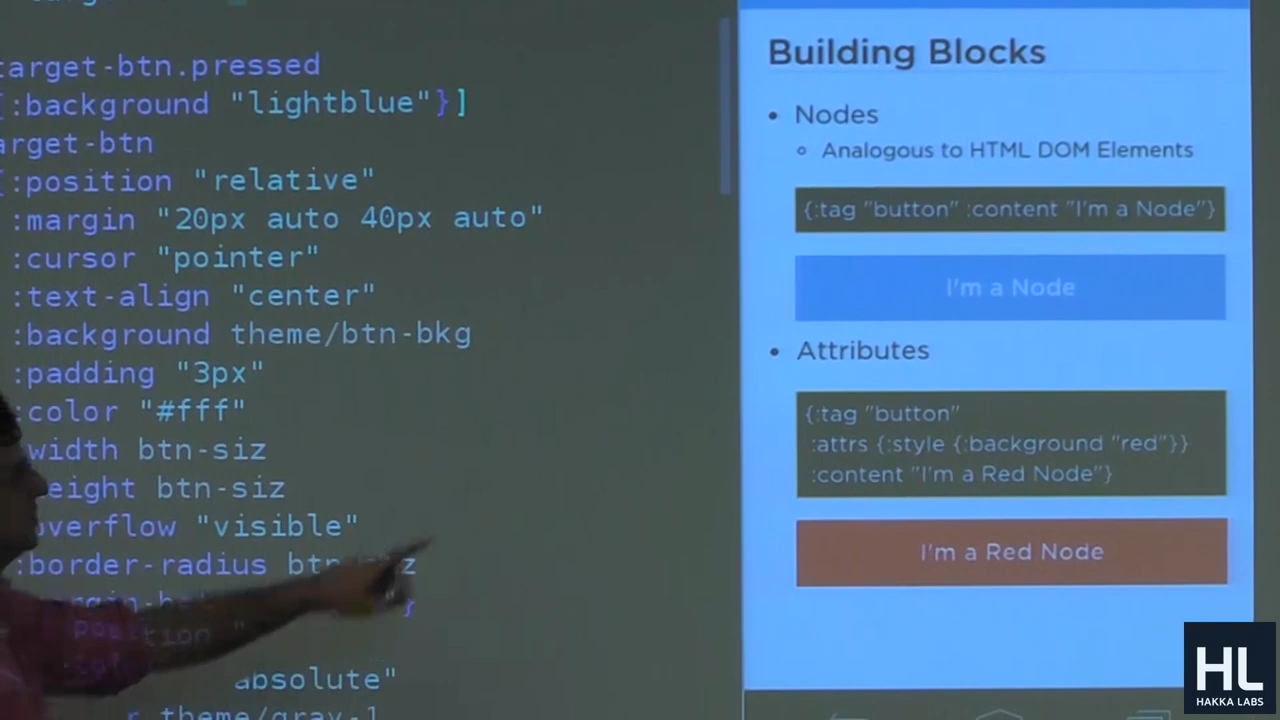 target-btn.pressed
:background "lightblue"}]
arget-btn
:position "relative"
:margin "20px auto 40px auto"
:cursor "pointer"
:text-align "center"
:background theme/btn-bkg
:padding "3px"
:color "#fff"
width btn-siz
eight btn-siz
overflow "visible"
:border-radius
position "
absolute"
theme/gray-1
Building Blocks
• Nodes
○ Analogous to HTML DOM Elements
{:tag "button" :content "I'm a Node"}
I'm a Node
• Attributes
{:tag "button"
:attrs {:style {:background "red"}}
:content "I'm a Red Node"}
I'm a Red Node
HL
HAKKA LABS